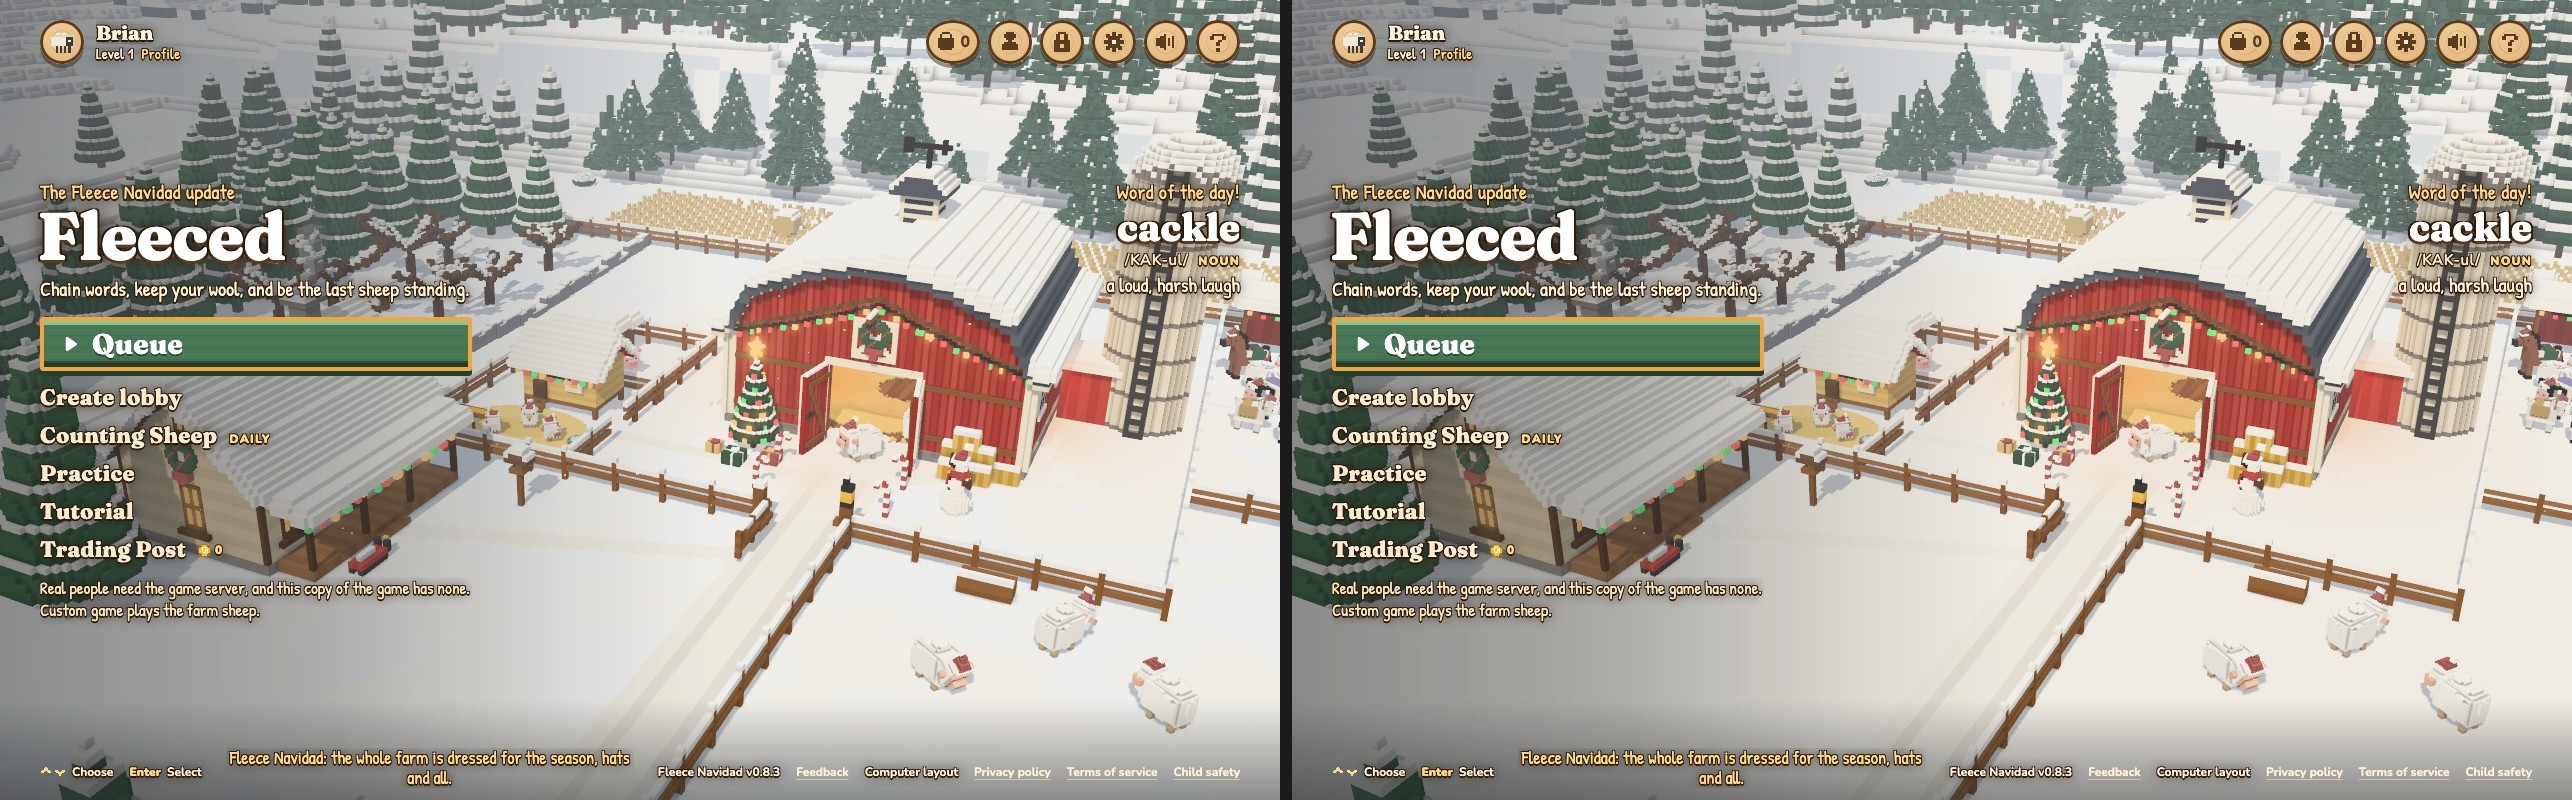 Brian
Level 1 Profile
0
The Fleece Navidad update
Fleeced
Chain words, keep your wool, and be the last sheep standing.
Queue
Create lobby
Counting Sheep DAILY
Practice
Tutorial
Trading Post 0
Real people need the game server, and this copy of the game has none.
Custom game plays the farm sheep.
Word of the day!
cackle
/KAK-ul/ NOUN
a loud, harsh laugh
Choose Enter Select
Fleece Navidad: the whole farm is dressed for the season, hats
and all.
Fleece Navidad v0.8.3 Feedback Computer layout Privacy policy Terms of service Child safety
Brian
Level 1 Profile
0
The Fleece Navidad update
Fleeced
Chain words, keep your wool, and be the last sheep standing.
Queue
Create lobby
Counting Sheep DAILY
Practice
Tutorial
Trading Post 0
Real people need the game server, and this copy of the game has none.
Custom game plays the farm sheep.
Word of the day!
cackle
/KAK-ul/ NOUN
a loud, harsh laugh
Choose Enter Select
Fleece Navidad: the whole farm is dressed for the season, hats
and all.
Fleece Navidad v0.8.3 Feedback Computer layout Privacy policy Terms of service Child safety